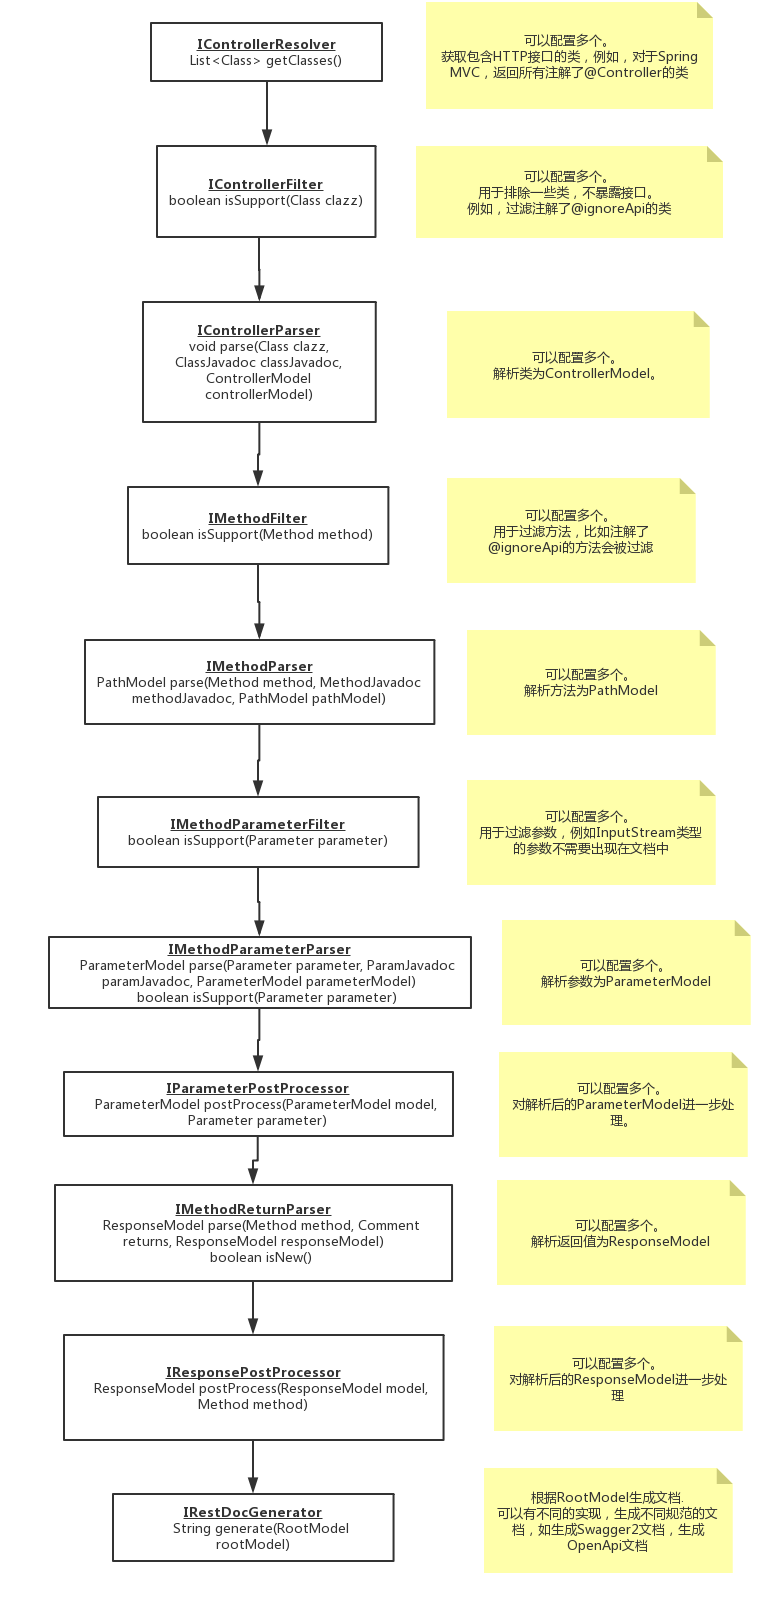 IControllerResolver
List<Class> getClasses()
可以配置多个。
获取包含HTTP接口的类，例如，对于Spring
MVC，返回所有注解了@Controller的类
IControllerFilter
boolean isSupport(Class clazz)
可以配置多个。
用于排除一些类，不暴露接口。
例如，过滤注解了@ignoreApi的类
IControllerParser
void parse(Class clazz,
ClassJavadoc classJavadoc,
ControllerModel
controllerModel)
可以配置多个。
解析类为ControllerModel。
IMethodFilter
boolean isSupport(Method method)
可以配置多个。
用于过滤方法，比如注解了
@ignoreApi的方法会被过滤
IMethodParser
PathModel parse(Method method, MethodJavadoc
methodJavadoc, PathModel pathModel)
可以配置多个。
解析方法为PathModel
IMethodParameterFilter
boolean isSupport(Parameter parameter)
可以配置多个。
用于过滤参数，例如InputStream类型
的参数不需要出现在文档中
IMethodParameterParser
ParameterModel parse(Parameter parameter, ParamJavadoc
paramJavadoc, ParameterModel parameterModel)
boolean isSupport(Parameter parameter)
可以配置多个。
解析参数为ParameterModel
IParameterPostProcessor
ParameterModel postProcess(ParameterModel model,
Parameter parameter)
可以配置多个。
对解析后的ParameterModel进一步处
理。
IMethodReturnParser
ResponseModel parse(Method method, Comment
returns, ResponseModel responseModel)
boolean isNew()
可以配置多个。
解析返回值为ResponseModel
IResponsePostProcessor
ResponseModel postProcess(ResponseModel model,
Method method)
可以配置多个。
对解析后的ResponseModel进一步处
理
IRestDocGenerator
String generate(RootModel
rootModel)
根据RootModel生成文档.
可以有不同的实现，生成不同规范的文
档，如生成Swagger2文档，生成
OpenApi文档